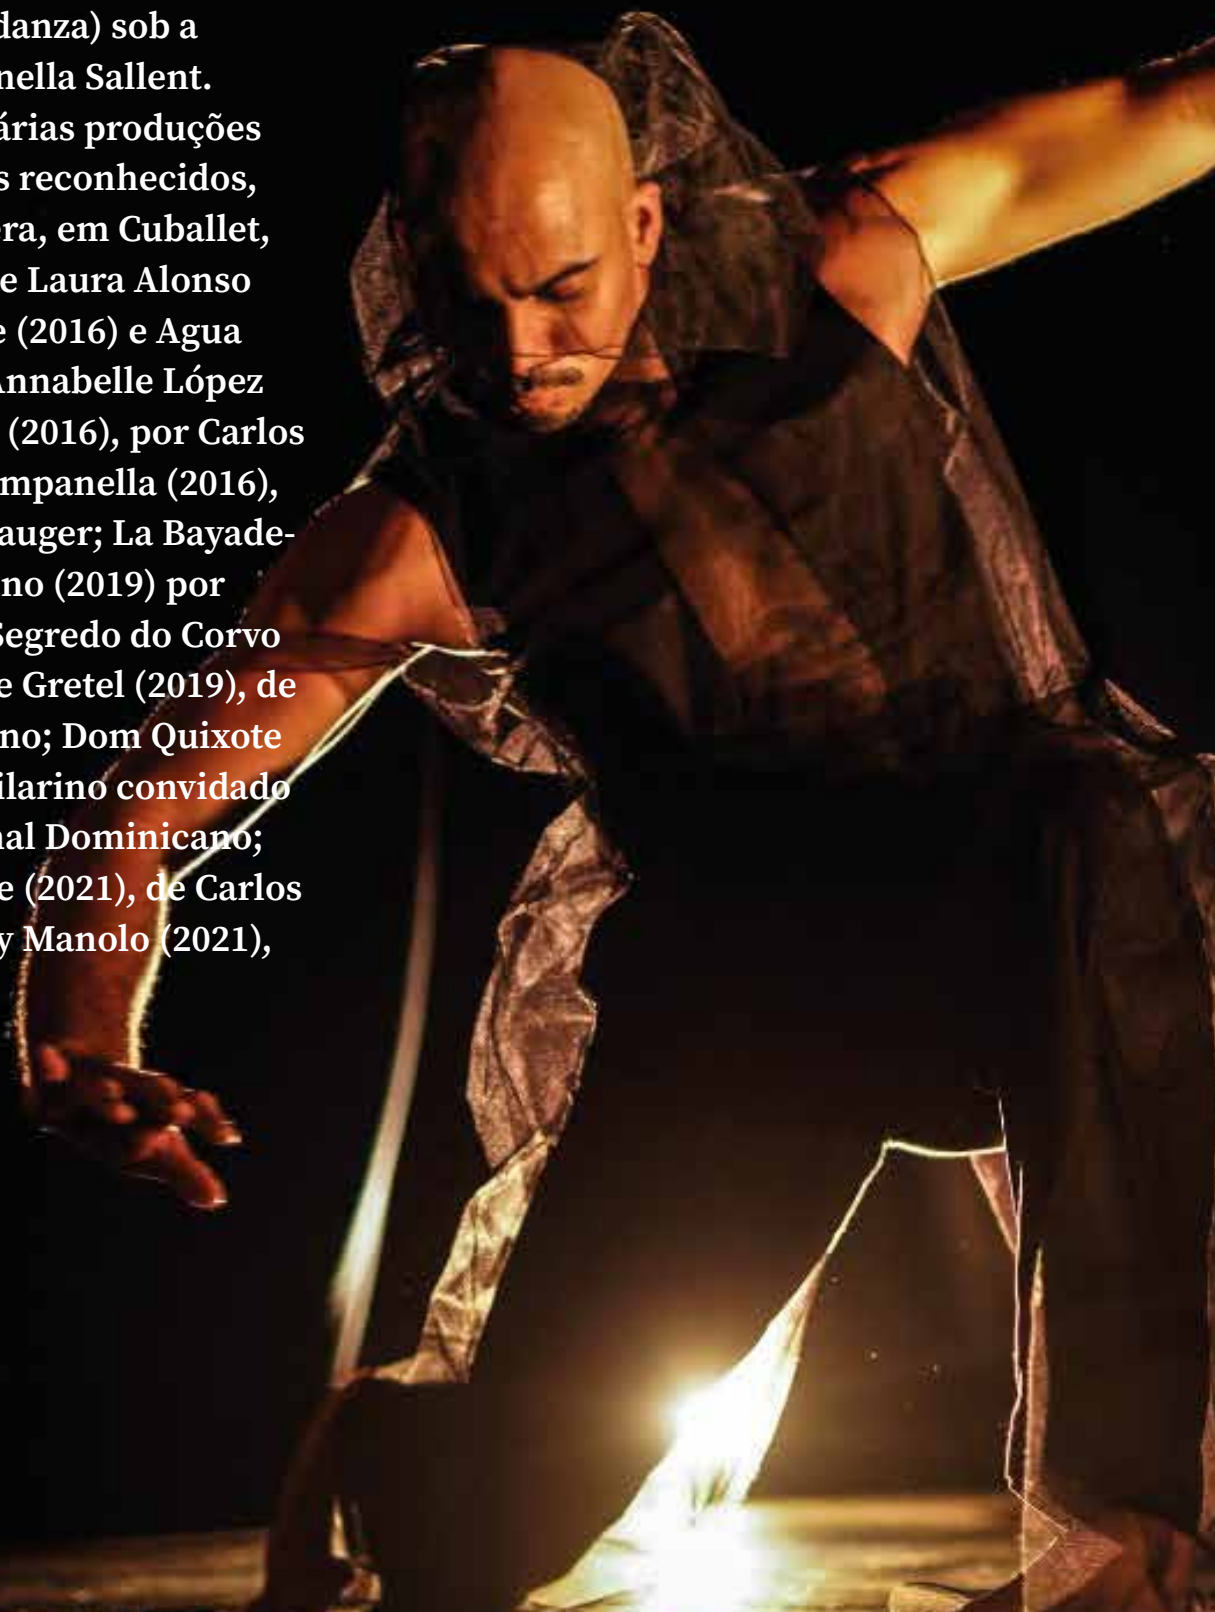 danza) sob a
nella Sallent.
árias produções
s reconhecidos,
era, em Cuballet,
e Laura Alonso
e (2016) e Agua
Annabelle López
(2016), por Carlos
mpanella (2016),
auger; La Bayade-
no (2019) por
Segredo do Corvo
e Gretel (2019), de
no; Dom Quixote
ilarino convidado
nal Dominicano;
e (2021), de Carlos
y Manolo (2021),